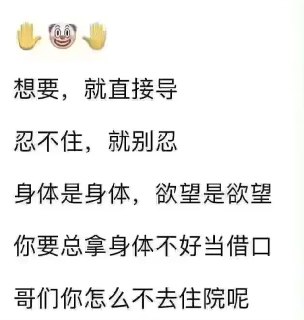 🤚🤡🤚
想要，就直接导
忍不住，就别忍
身体是身体，欲望是欲望
你要总拿身体不好当借口
哥们你怎么不去住院呢